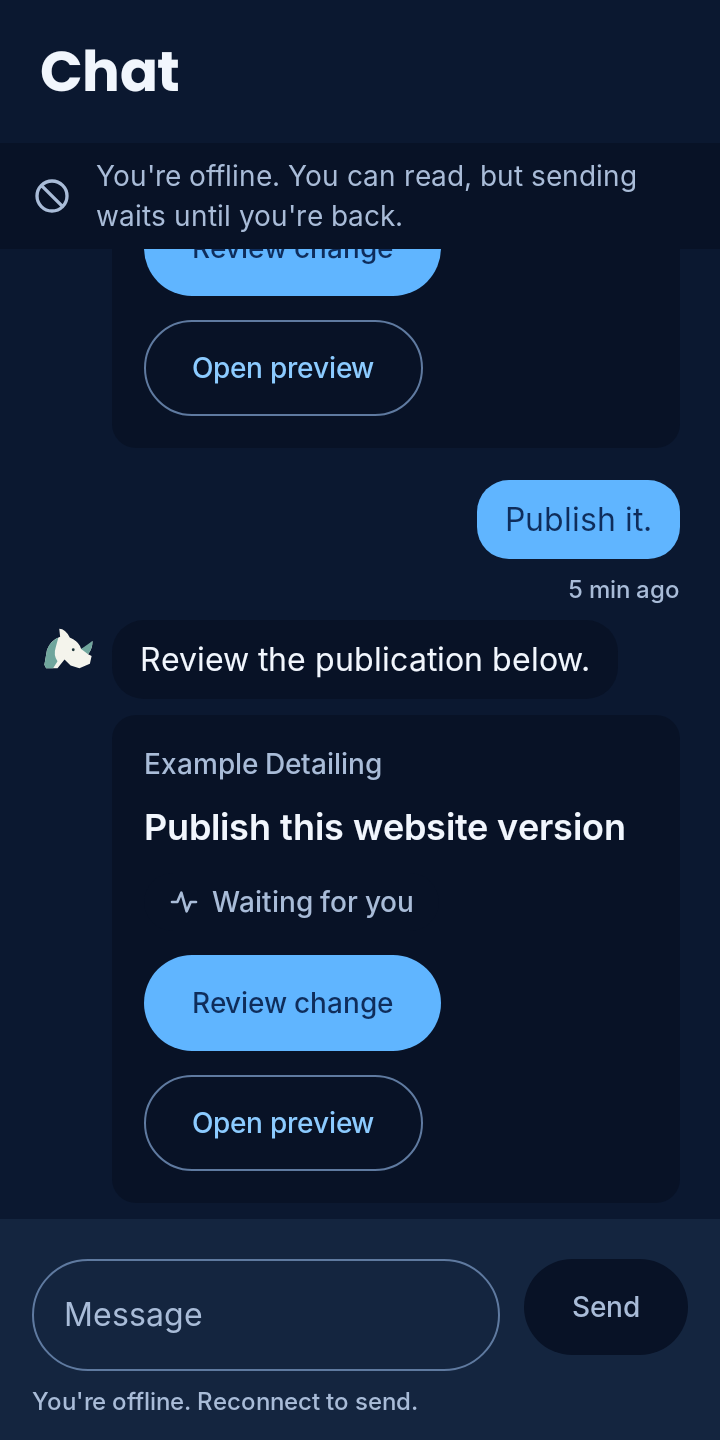 Chat
You're offline. You can read, but sending
waits until you're back.
Review change
Open preview
Publish it.
5 min ago
Review the publication below.
Example Detailing
Publish this website version
Waiting for you
Review change
Open preview
Message
Send
You're offline. Reconnect to send.